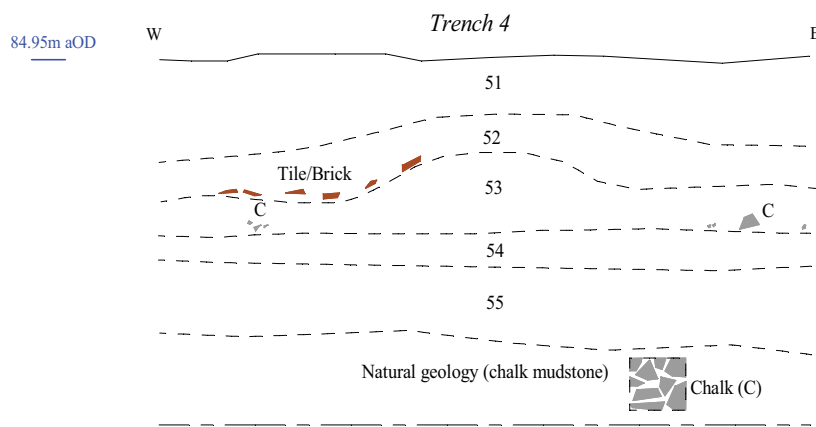 Trench 4
W
E
84.95m aOD
51
52
Tile/Brick
53
C
C
54
55
Natural geology (chalk mudstone)
Chalk (C)